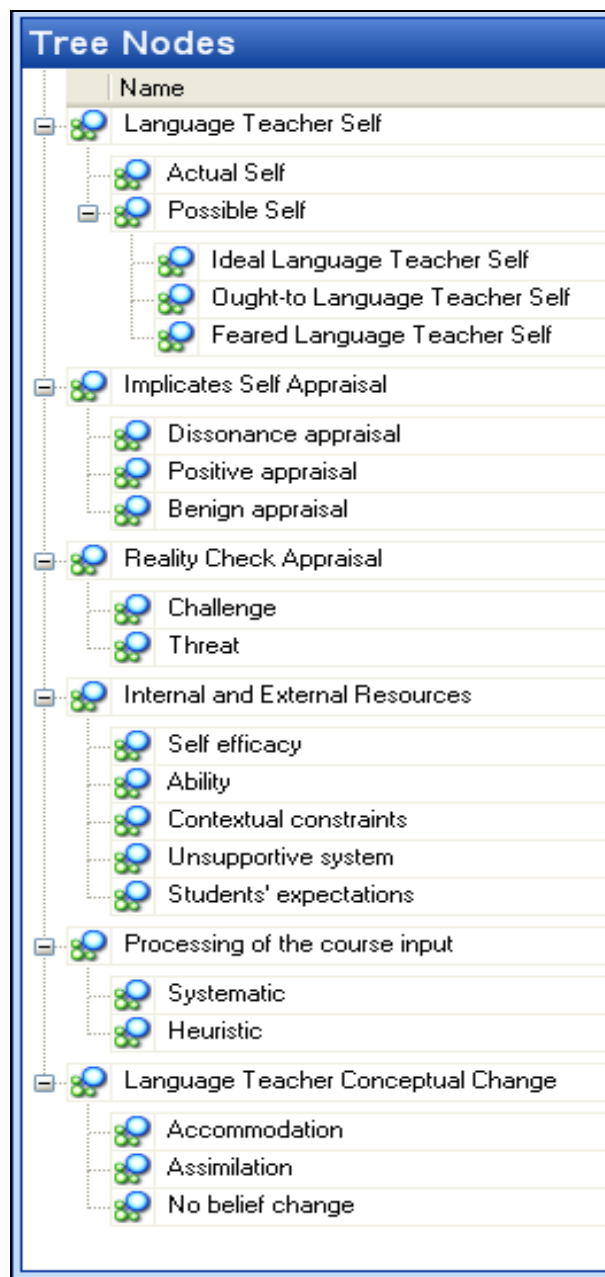 Tree Nodes
Name
Language Teacher Self
Actual Self
Possible Self
Ideal Language Teacher Self
Ought-to Language Teacher Self
Feared Language Teacher Self
Implicates Self Appraisal
Dissonance appraisal
Positive appraisal
Benign appraisal
Reality Check Appraisal
Challenge
Threat
Internal and External Resources
Self efficacy
Ability
Contextual constraints
Unsupportive system
Students' expectations
Processing of the course input
Systematic
Heuristic
Language Teacher Conceptual Change
Accommodation
Assimilation
No belief change